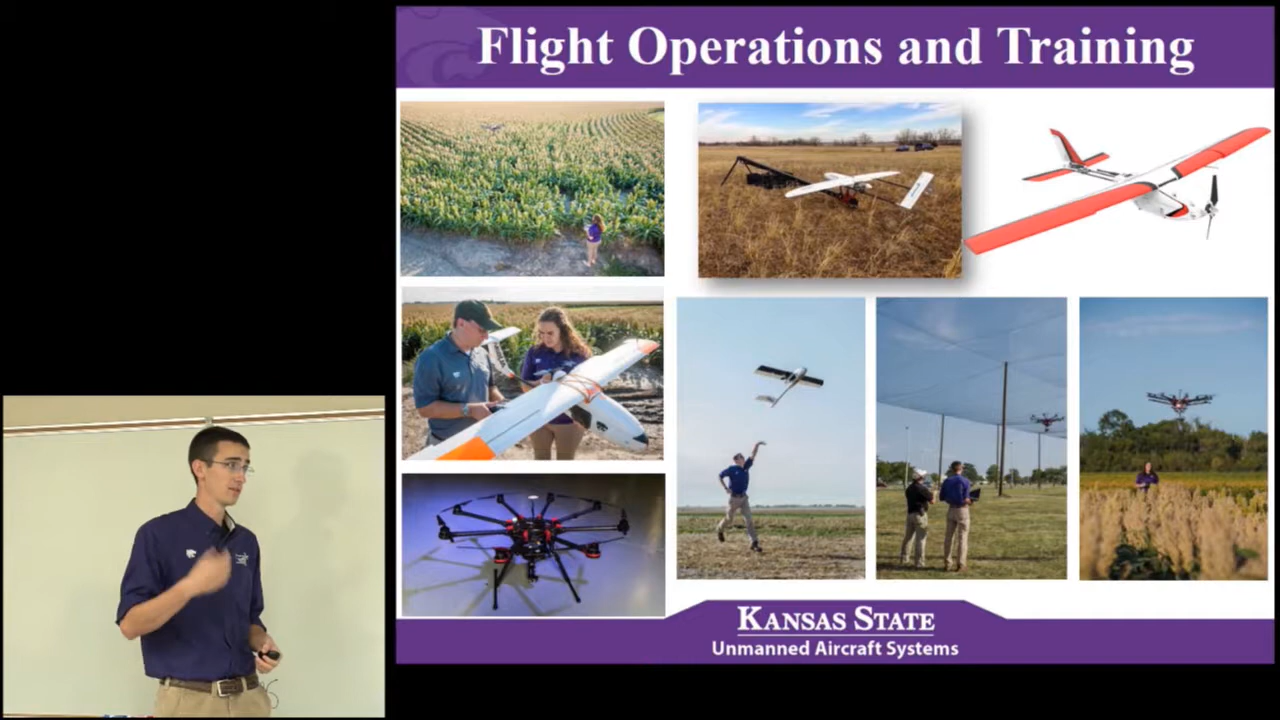 Flight Operations and Training
KANSAS STATE
Unmanned Aircraft Systems